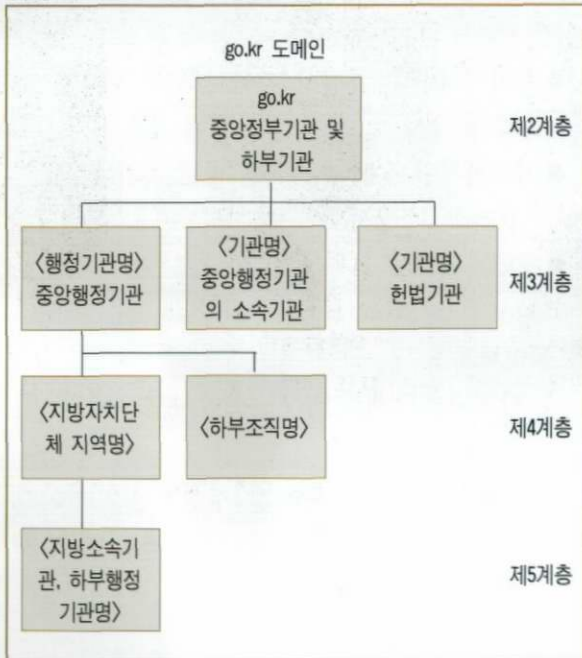 go.kr 도메인
go.kr
중앙정부기관 및
하부기관
제2계층
〈행정기관명〉
중앙행정기관
〈기관명〉
중앙행정기관
의 소속기관
〈기관명〉
헌법기관
제3계층
〈지방자치단
체 지역명〉
〈하부조직명〉
제4계층
〈지방소속기
관, 하부행정
기관명〉
제5계층